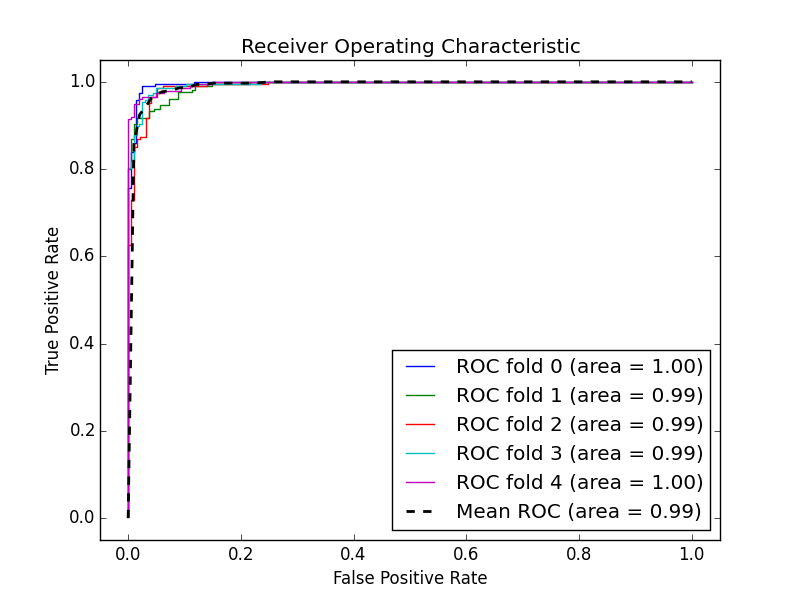 Receiver Operating Characteristic
1.0
0.8
0.6
0.4
0.2
0.0
True Positive Rate
ROC fold 0 (area = 1.00)
ROC fold 1 (area = 0.99)
ROC fold 2 (area = 0.99)
ROC fold 3 (area = 0.99)
ROC fold 4 (area = 1.00)
Mean ROC (area = 0.99)
0.0 0.2 0.4 0.6 0.8 1.0
False Positive Rate